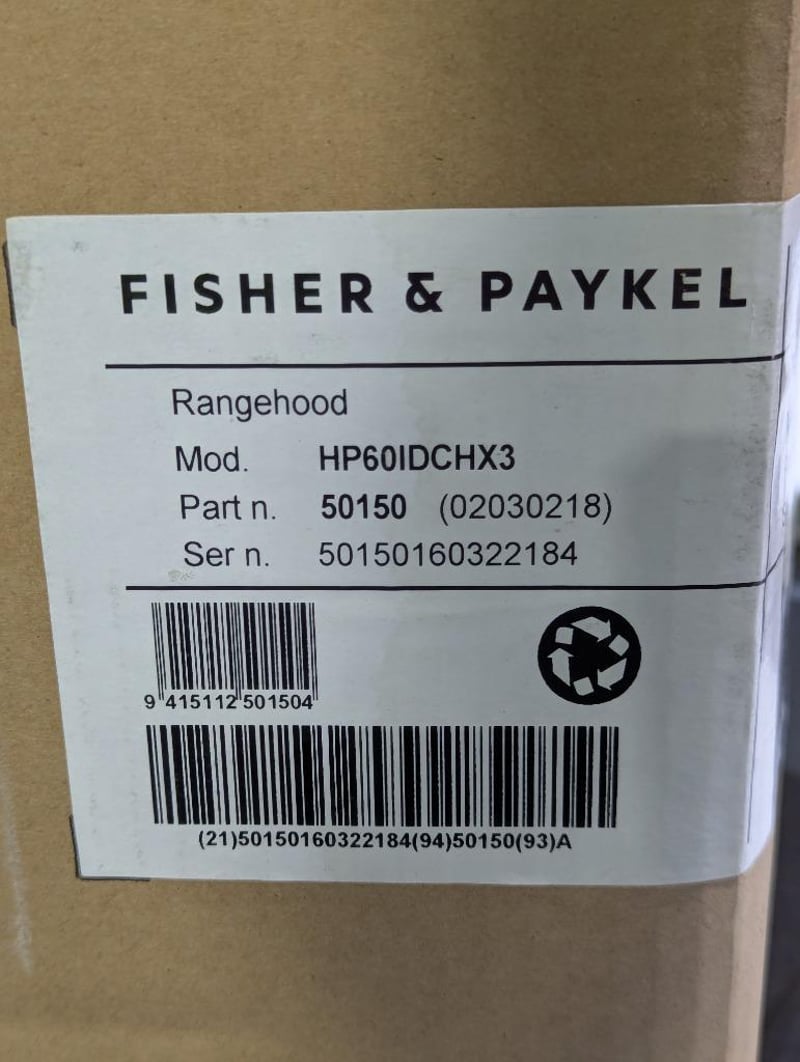 FISHER & PAYKEL
Rangehood
Mod. HP60IDCHX3
Part n. 50150 (02030218)
Ser n. 50150160322184
9 415112 501504
(21)50150160322184(94)50150(93)A